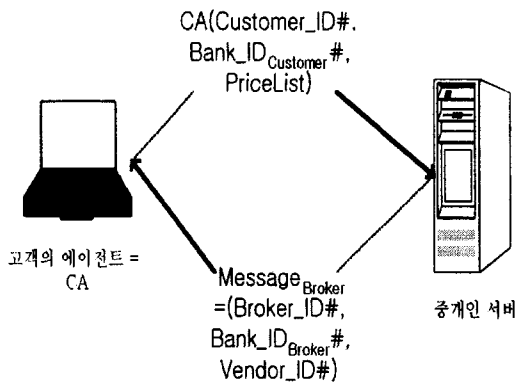 CA(Customer_ID#,
Bank_ID_Customer#,
PriceList)
고객의 에이전트 =
CA
Message_Broker
=(Broker_ID#,
Bank_ID_Broker#,
Vendor_ID#)
중개인 서버